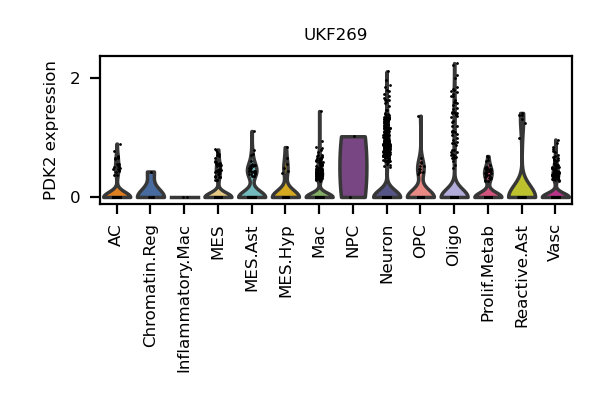 UKF269
PDK2 expression
2
0
AC
Chromatin.Reg
Inflammatory.Mac
MES
MES.Ast
MES.Hyp
Mac
NPC
Neuron
OPC
Oligo
Prolif.Metab
Reactive.Ast
Vasc